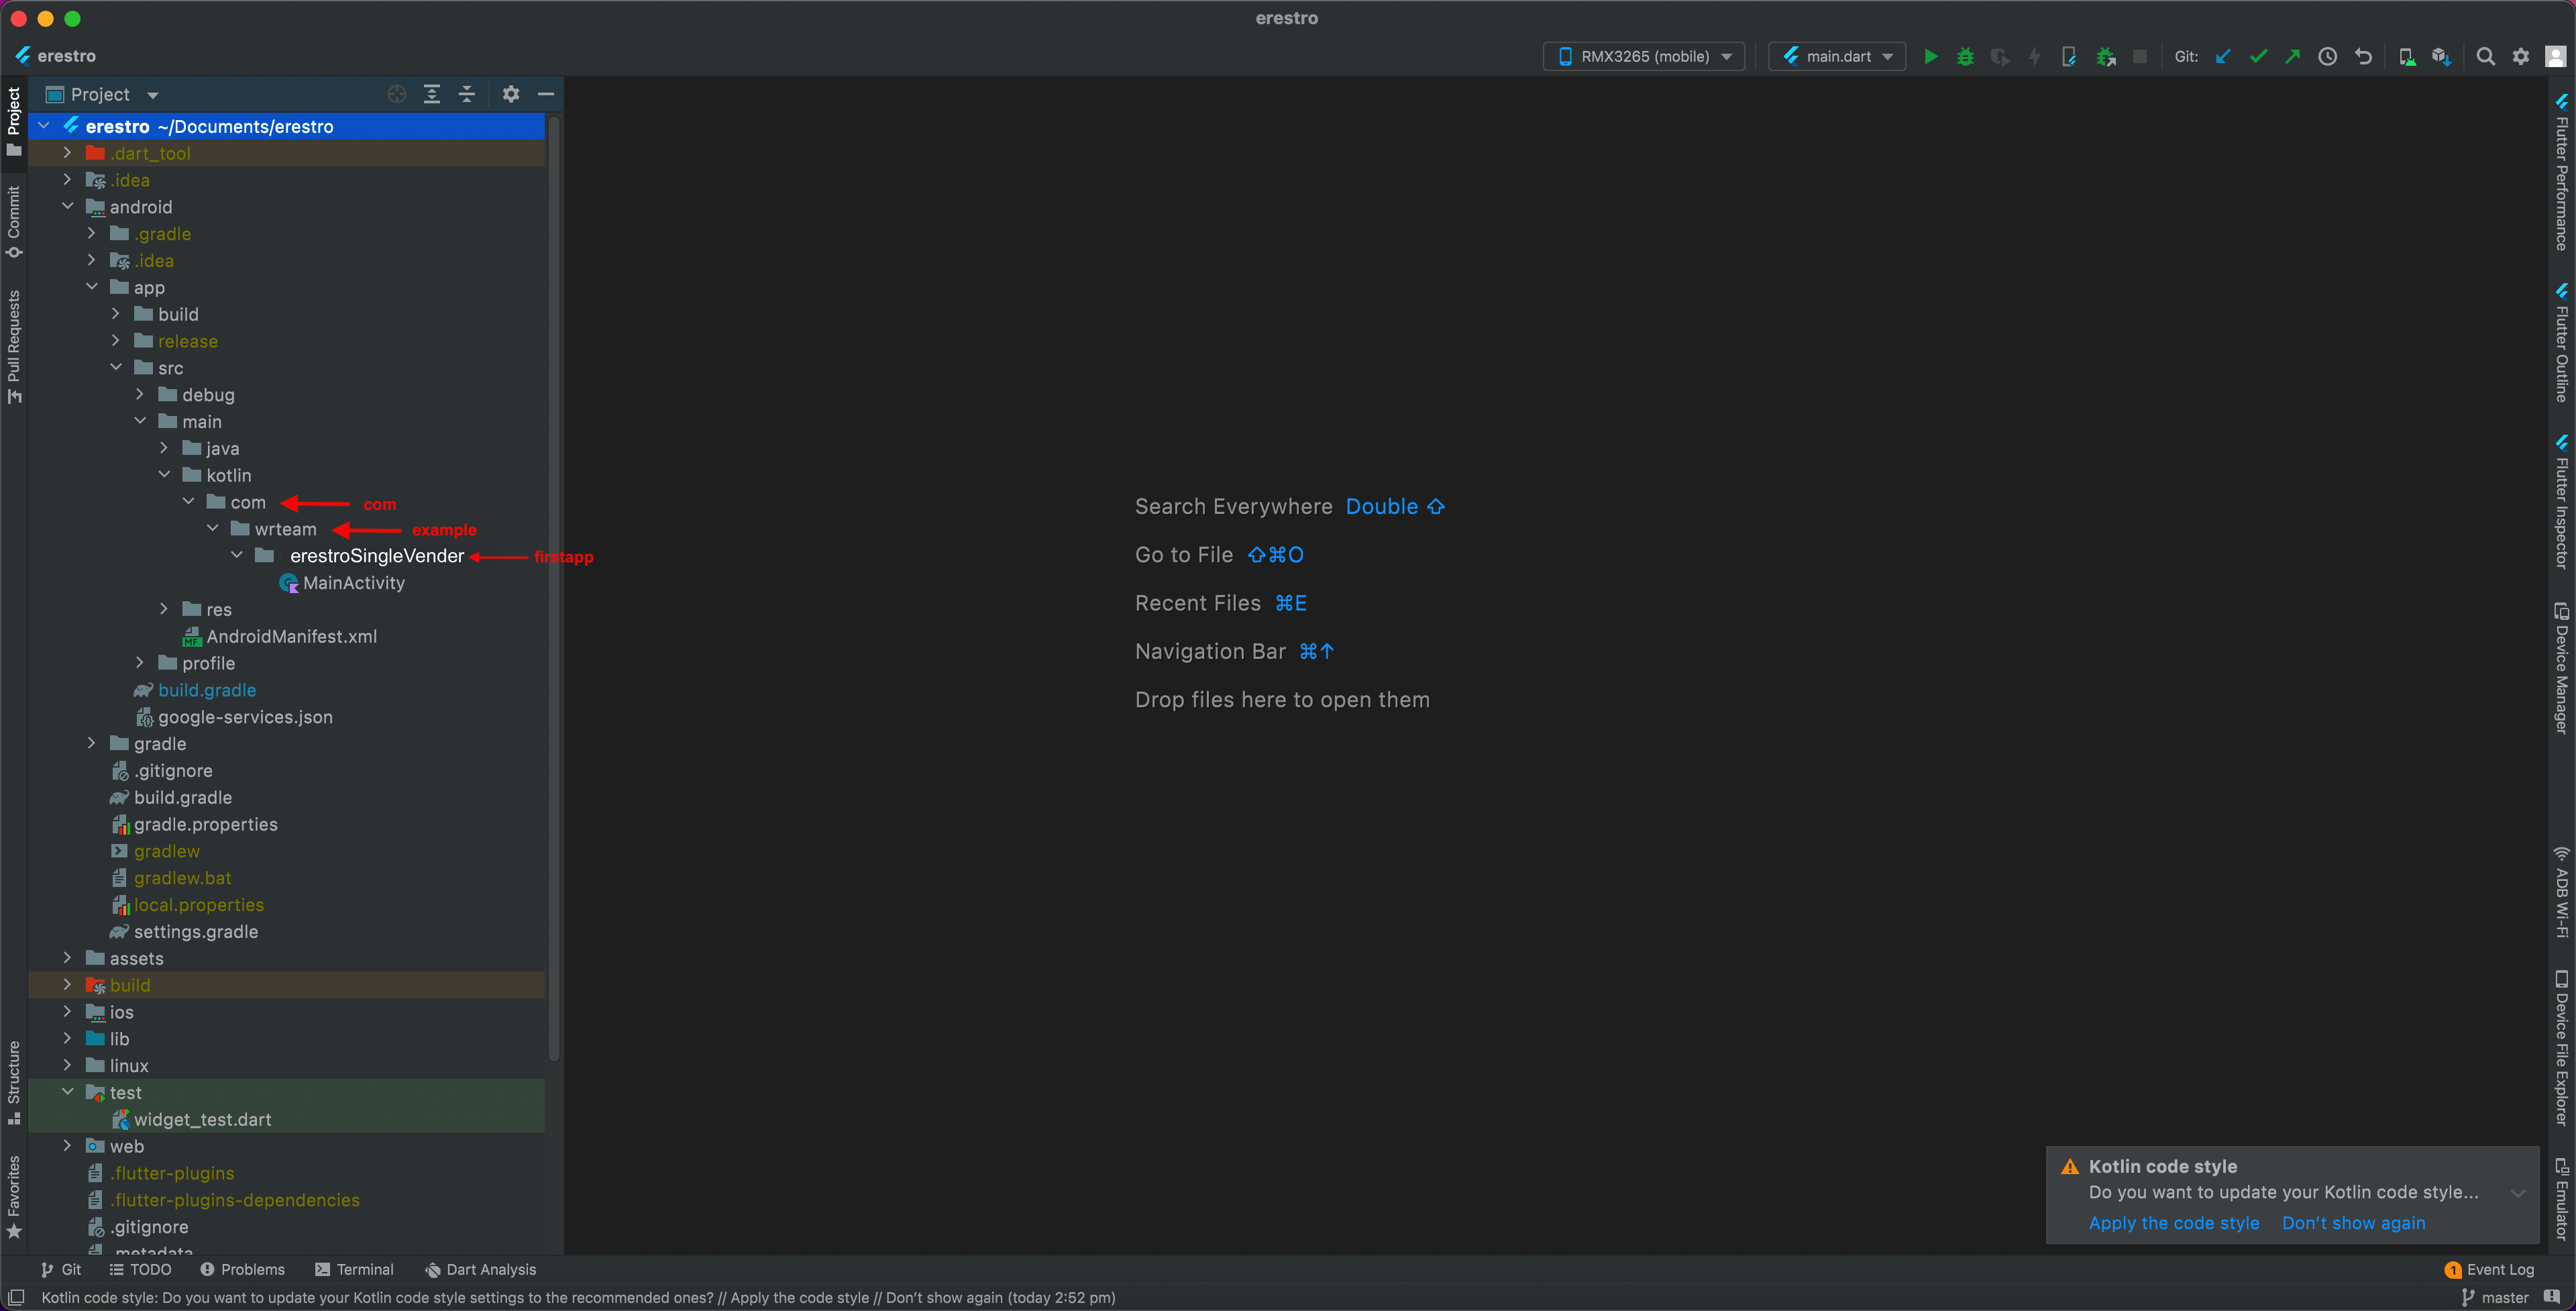 erestro
erestro
RMX3265 (mobile)
main.dart
Git:
Project
erestro ~/Documents/erestro
.dart_tool
.idea
android
.gradle
.idea
app
build
release
src
debug
main
java
kotlin
com com
wrteam example
erestroSingleVender firstapp
MainActivity
res
AndroidManifest.xml
profile
build.gradle
google-services.json
gradle
.gitignore
build.gradle
gradle.properties
gradlew
gradlew.bat
local.properties
settings.gradle
assets
build
ios
lib
linux
test
widget_test.dart
web
.flutter-plugins
.flutter-plugins-dependencies
.gitignore
.metadata
Project
Commit
Pull Requests
Structure
Favorites
Search Everywhere Double ⇧
Go to File ⇧⌘O
Recent Files ⌘E
Navigation Bar ⌘↑
Drop files here to open them
Flutter Performance
Flutter Outline
Flutter Inspector
Device Manager
ADB Wi-Fi
Device File Explorer
Emulator
Kotlin code style
Do you want to update your Kotlin code style...
Apply the code style Don't show again
Git TODO Problems Terminal Dart Analysis
1 Event Log
Kotlin code style: Do you want to update your Kotlin code style settings to the recommended ones? // Apply the code style // Don't show again (today 2:52 pm)
master